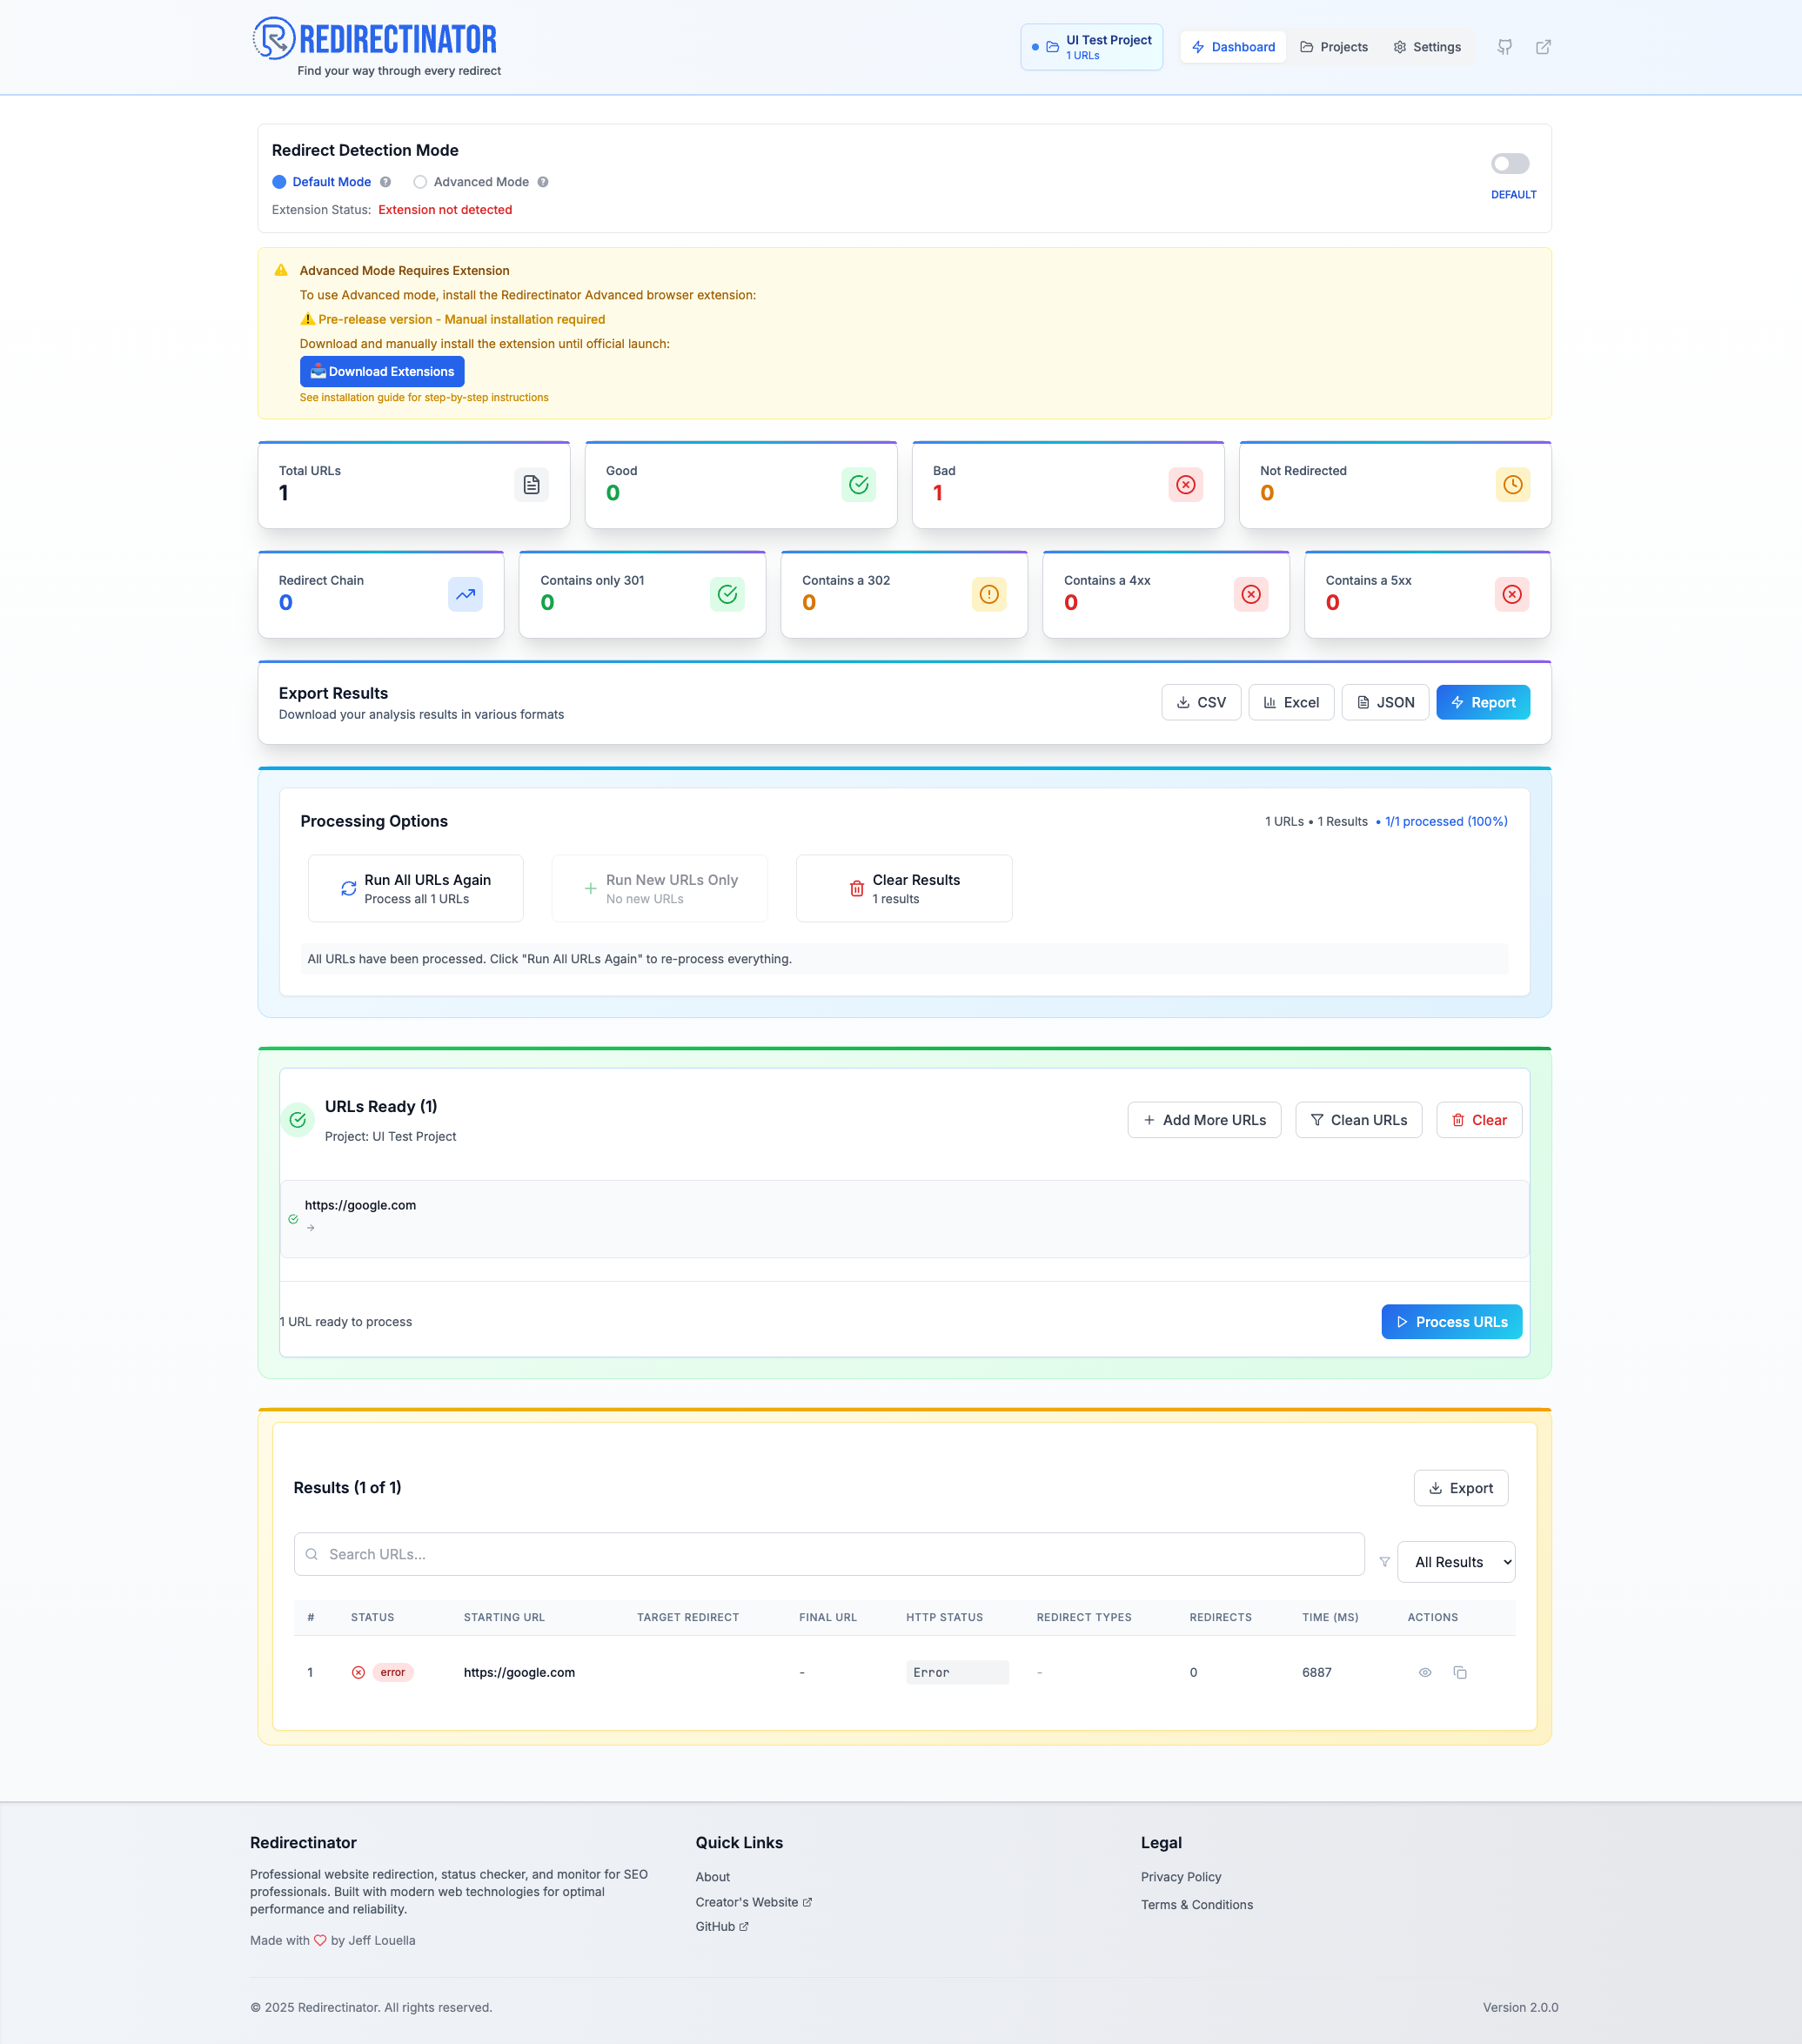 REDIRECTINATOR
Find your way through every redirect
UI Test Project
1 URLs
Dashboard
Projects
Settings
Redirect Detection Mode
Default Mode
?
Advanced Mode
?
Extension Status: Extension not detected
DEFAULT
Advanced Mode Requires Extension
To use Advanced mode, install the Redirectinator Advanced browser extension:
⚠️ Pre-release version - Manual installation required
Download and manually install the extension until official launch:
📥 Download Extensions
See installation guide for step-by-step instructions
Total URLs
1
Good
0
Bad
1
Not Redirected
0
Redirect Chain
0
Contains only 301
0
Contains a 302
0
Contains a 4xx
0
Contains a 5xx
0
Export Results
Download your analysis results in various formats
CSV
Excel
JSON
Report
Processing Options
1 URLs • 1 Results • 1/1 processed (100%)
Run All URLs Again
Process all 1 URLs
Run New URLs Only
No new URLs
Clear Results
1 results
All URLs have been processed. Click "Run All URLs Again" to re-process everything.
URLs Ready (1)
Project: UI Test Project
Add More URLs
Clean URLs
Clear
https://google.com
→
1 URL ready to process
Process URLs
Results (1 of 1)
Export
Search URLs...
All Results
# STATUS STARTING URL TARGET REDIRECT FINAL URL HTTP STATUS REDIRECT TYPES REDIRECTS TIME (MS) ACTIONS
1 error https://google.com - Error - 0 6887
Redirectinator
Professional website redirection, status checker, and monitor for SEO
professionals. Built with modern web technologies for optimal
performance and reliability.
Made with ♡ by Jeff Louella
Quick Links
About
Creator's Website
GitHub
Legal
Privacy Policy
Terms & Conditions
© 2025 Redirectinator. All rights reserved.
Version 2.0.0